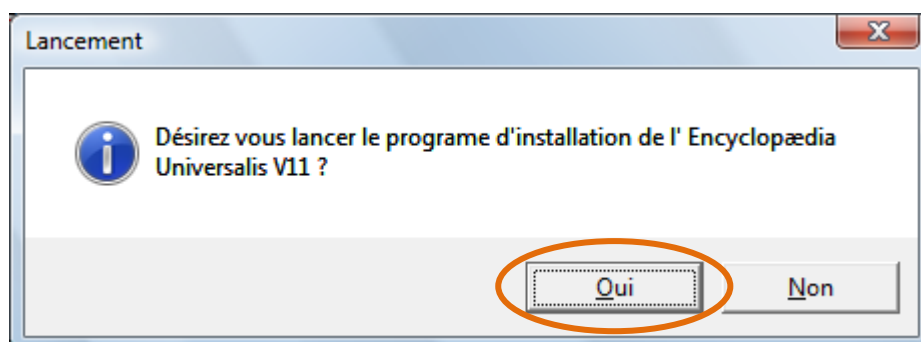 Lancement
Désirez vous lancer le programe d'installation de l' Encyclopædia
Universalis V11 ?
Oui
Non